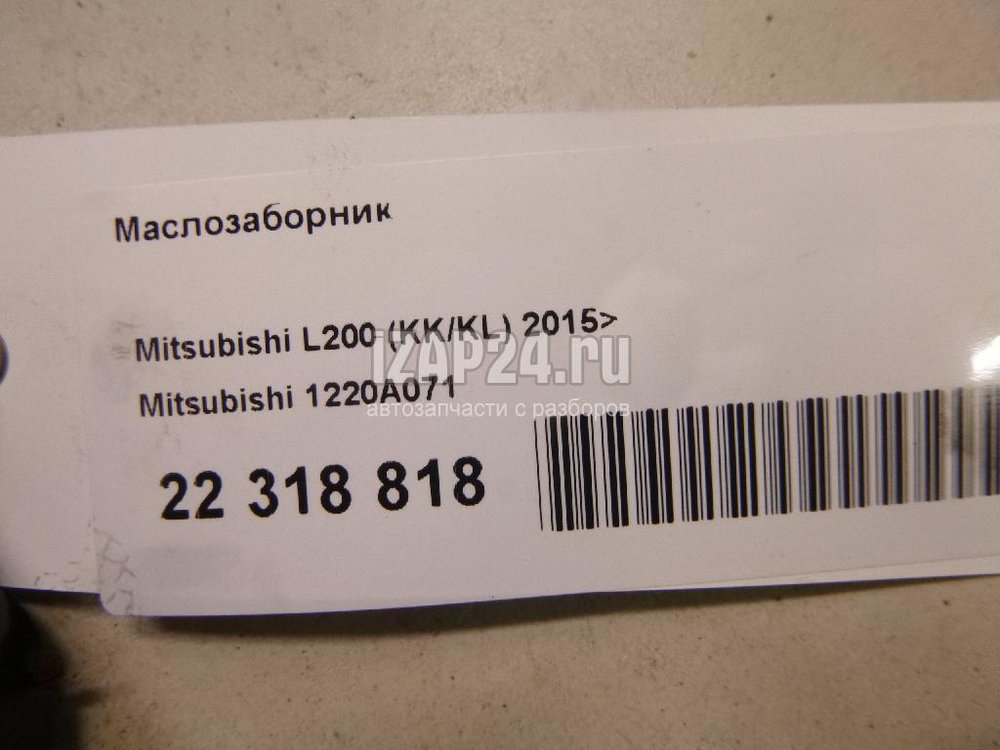 Маслозаборник
Mitsubishi L200 (KK/KL) 2015>
iZAP24.ru
Mitsubishi 1220A071
автозапчасти с разборов
22 318 818